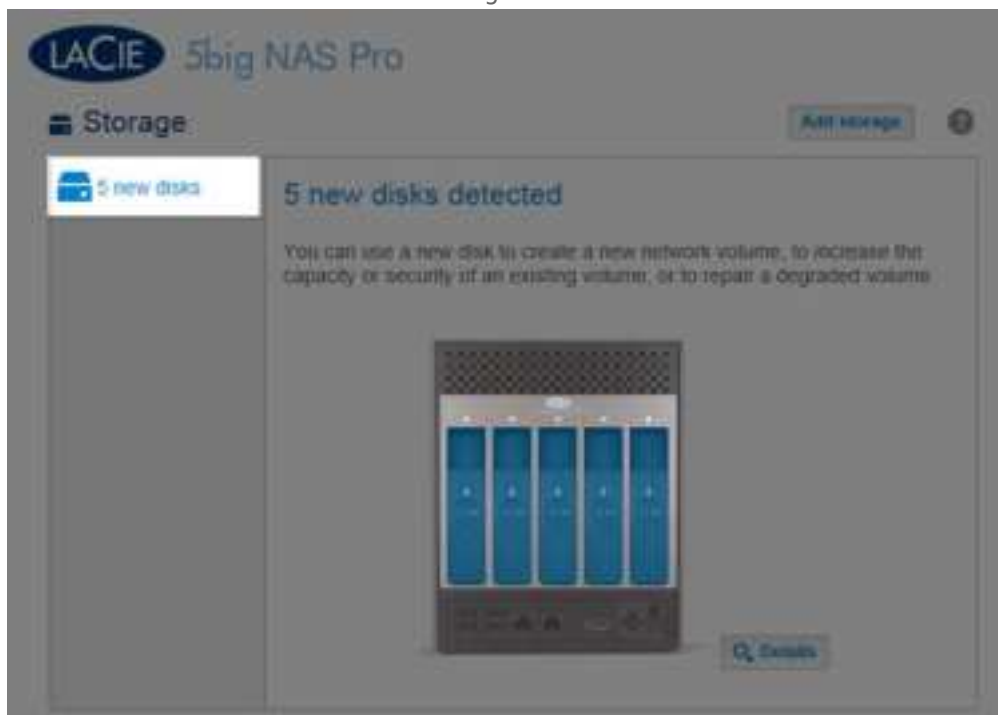 LACIE 5big NAS Pro
Storage
Add storage
?
5 new disks
5 new disks detected
You can use a new disk to create a new network volume, to increase the
capacity or security of an existing volume, or to repair a degraded volume
Details